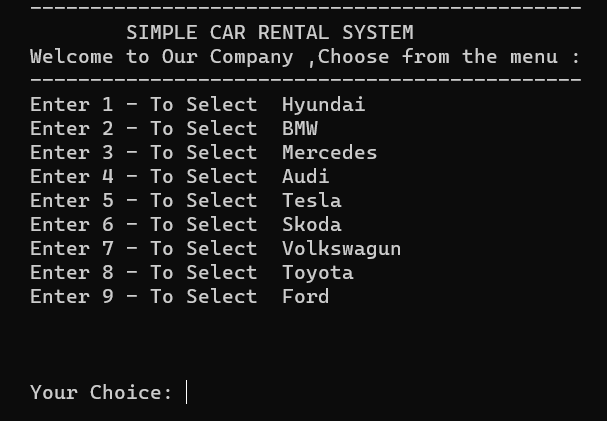 ----------------------------------------------
SIMPLE CAR RENTAL SYSTEM
Welcome to Our Company ,Choose from the menu :
----------------------------------------------
Enter 1 - To Select  Hyundai
Enter 2 - To Select  BMW
Enter 3 - To Select  Mercedes
Enter 4 - To Select  Audi
Enter 5 - To Select  Tesla
Enter 6 - To Select  Skoda
Enter 7 - To Select  Volkswagun
Enter 8 - To Select  Toyota
Enter 9 - To Select  Ford
Your Choice: